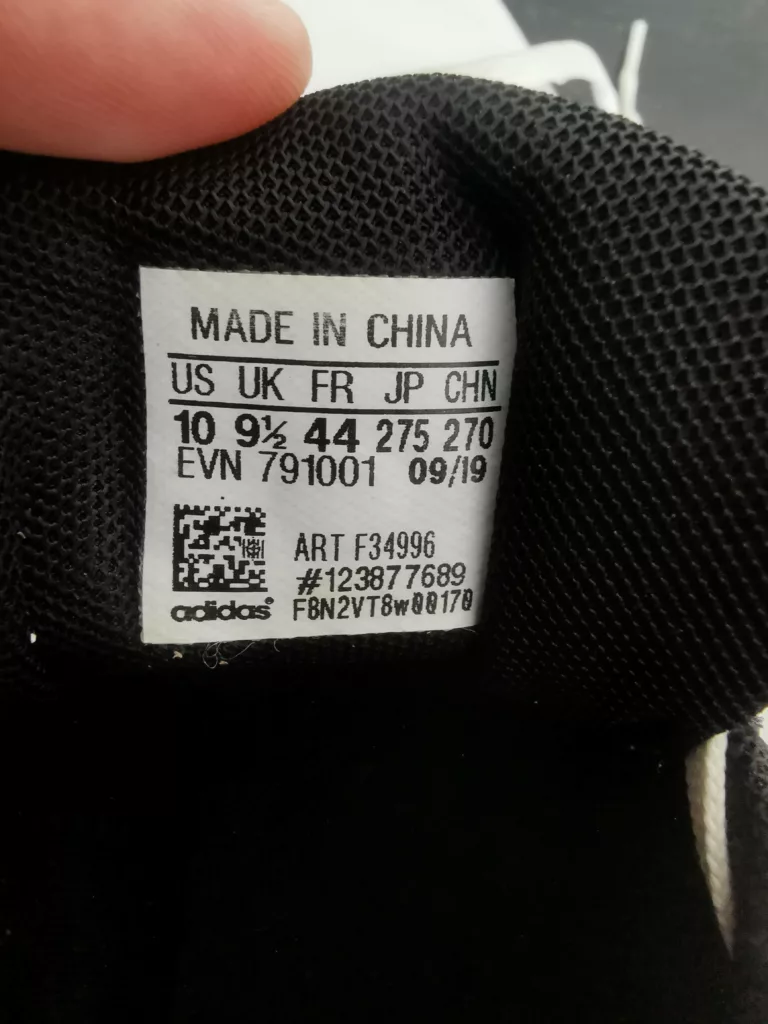 MADE IN CHINA
US UK FR JP CHN
10 9½ 44 275 270
EVN 791001 09/19
ART F34996
#123877689
adidas® F8N2VT8w00170